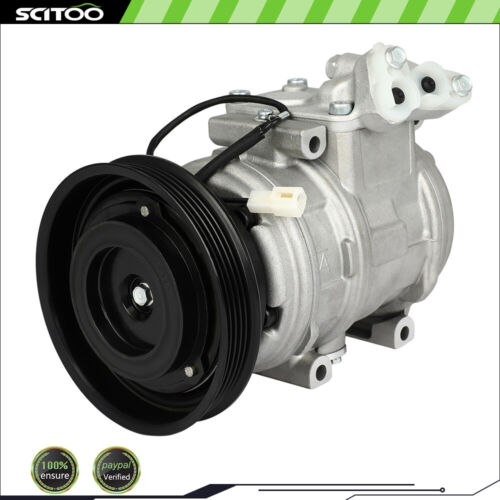 SCITOO
100%
ensure
paypal
Verified